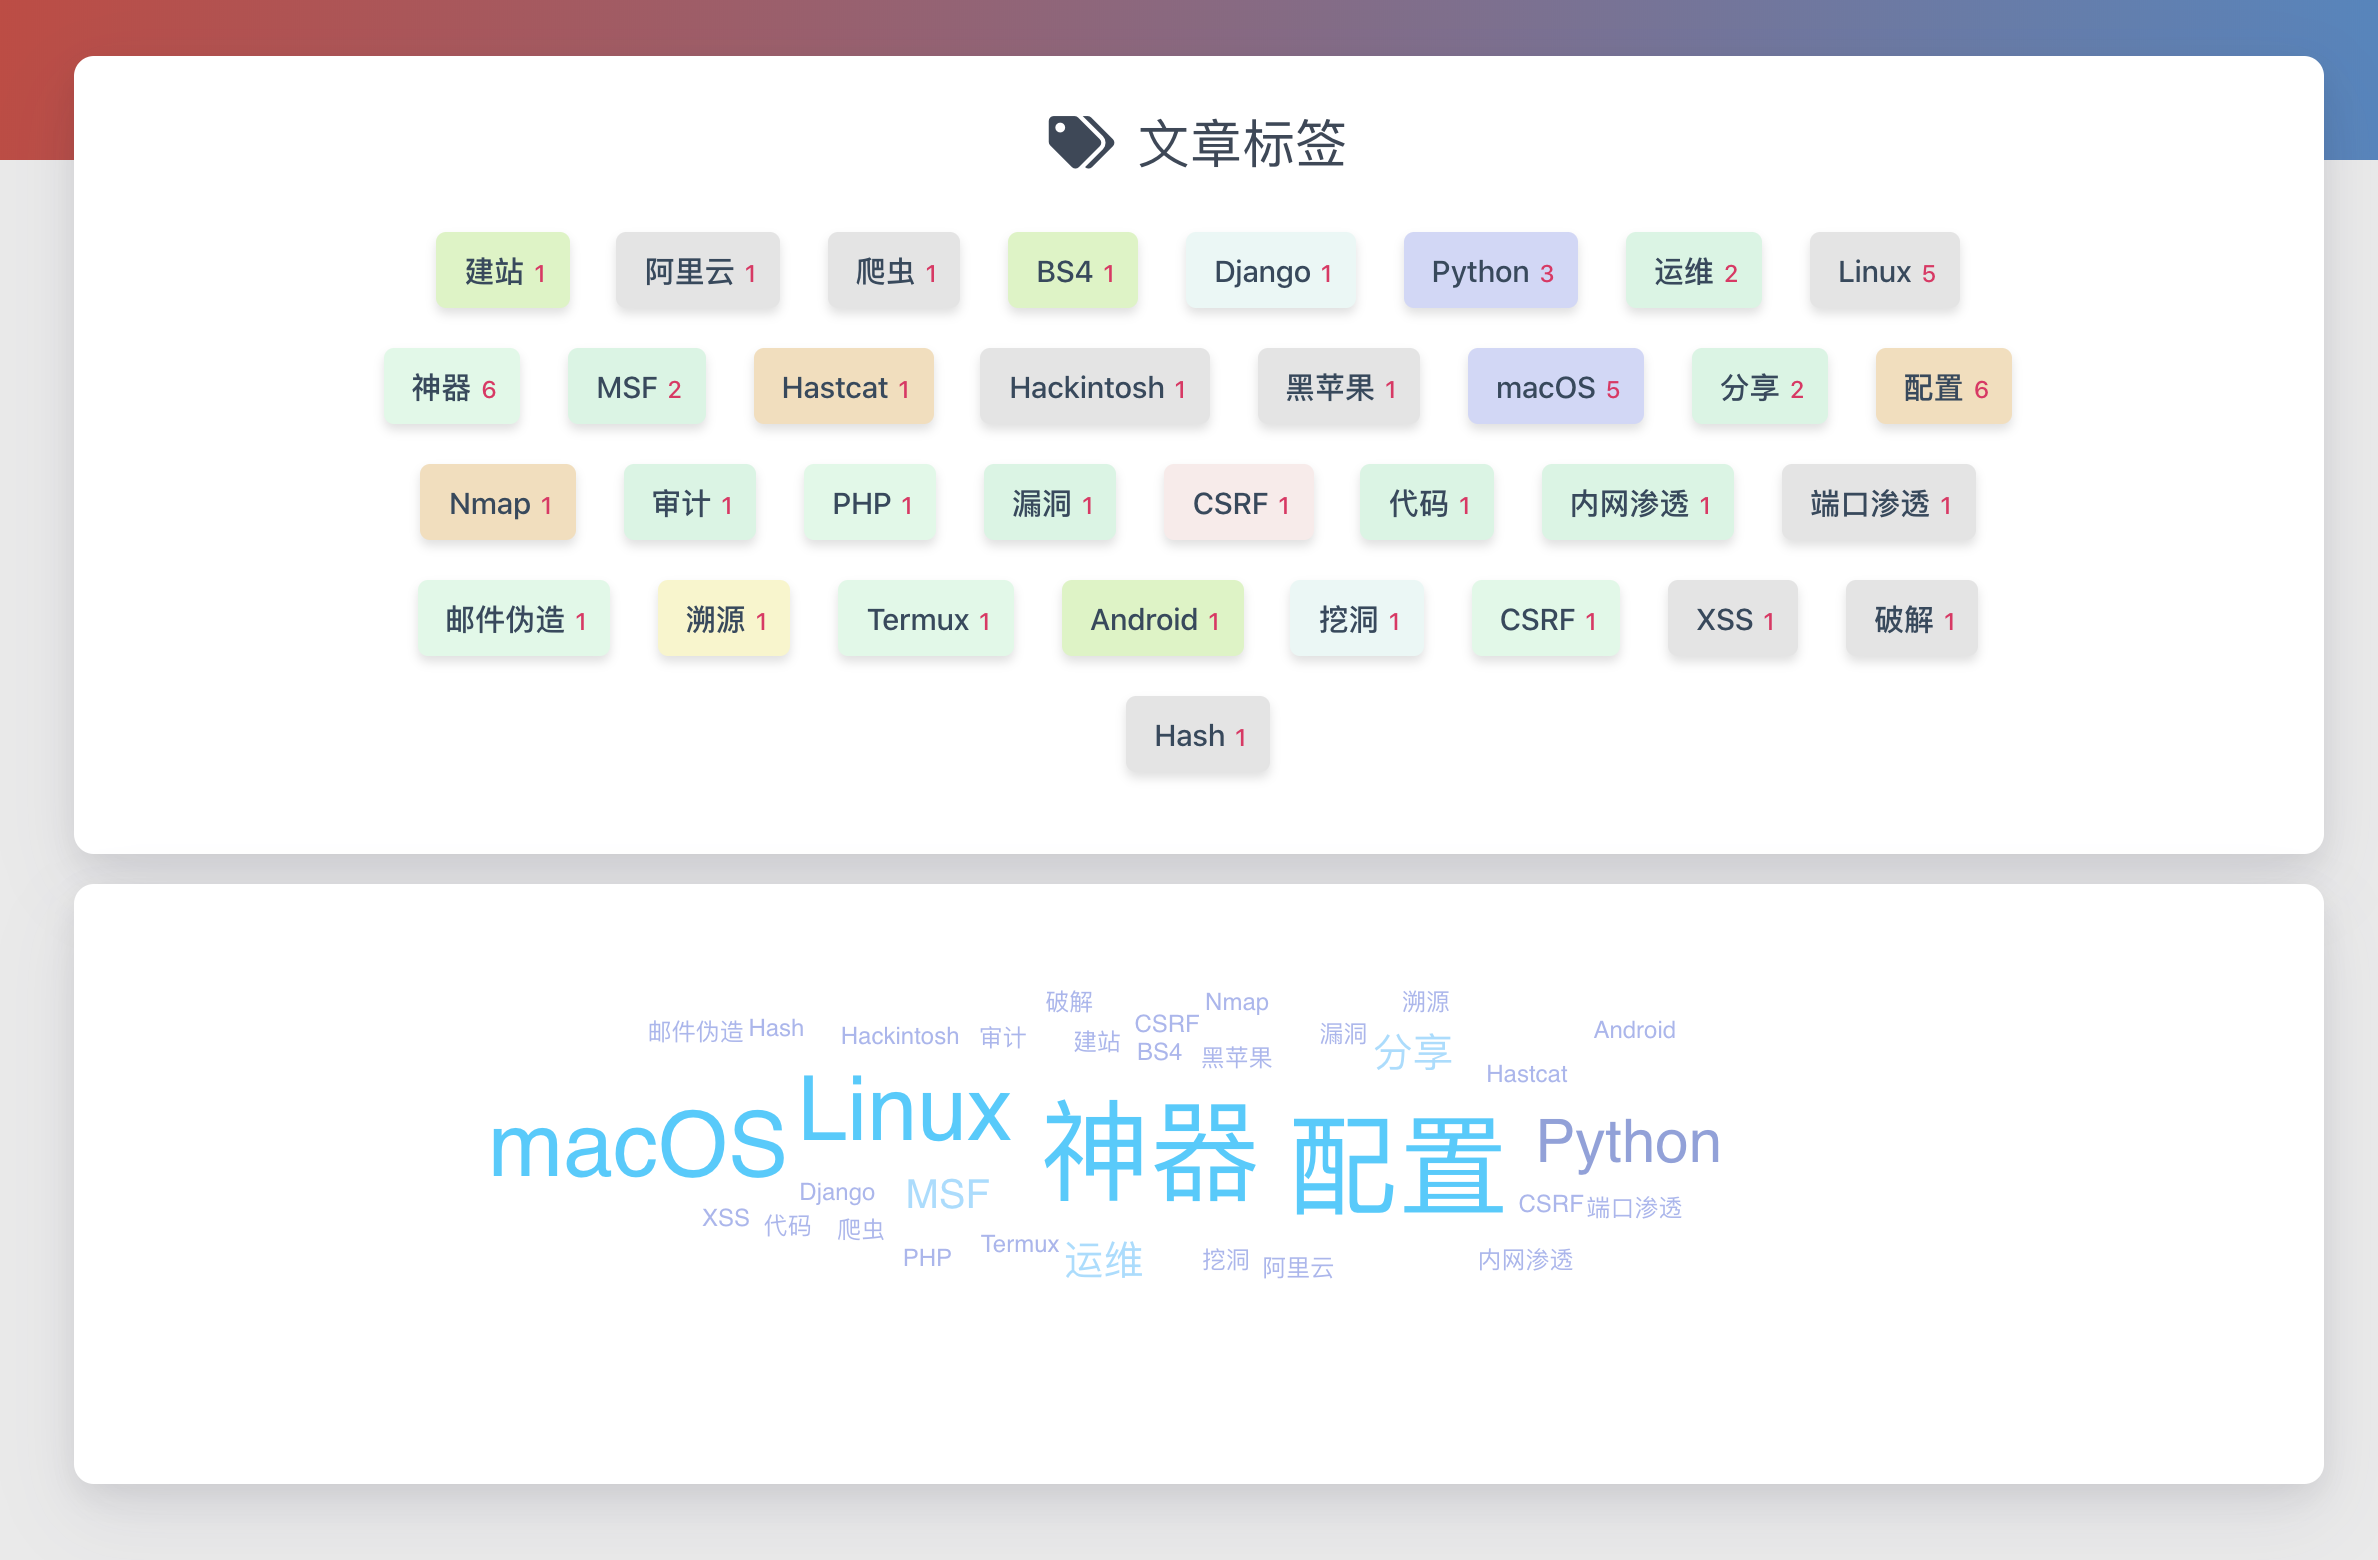 文章标签
建站 1 阿里云 1 爬虫 1 BS4 1 Django 1 Python 3 运维 2 Linux 5
神器 6 MSF 2 Hastcat 1 Hackintosh 1 黑苹果 1 macOS 5 分享 2 配置 6
Nmap 1 审计 1 PHP 1 漏洞 1 CSRF 1 代码 1 内网渗透 1 端口渗透 1
邮件伪造 1 溯源 1 Termux 1 Android 1 挖洞 1 CSRF 1 XSS 1 破解 1
Hash 1
破解 Nmap 溯源
邮件伪造 Hash Hackintosh 审计 建站 CSRF 漏洞 Android
BS4 黑苹果 分享
Hastcat
macOS Linux 神器 配置 Python
Django MSF CSRF 端口渗透
XSS 代码 爬虫
PHP Termux 运维 挖洞 阿里云 内网渗透